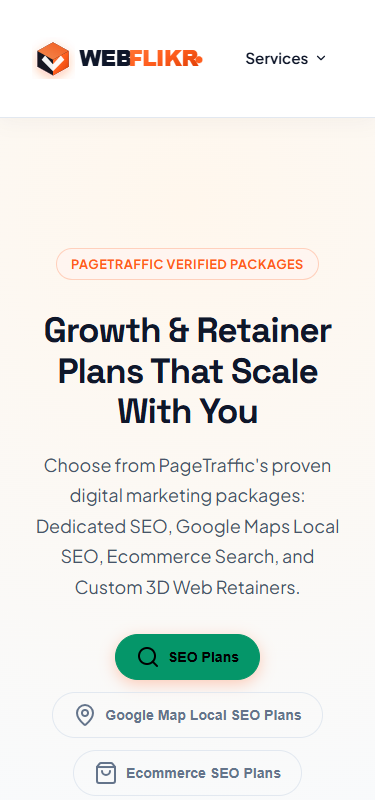 WEBFLIKR
Services
PAGETRAFFIC VERIFIED PACKAGES
Growth & Retainer
Plans That Scale
With You
Choose from PageTraffic's proven
digital marketing packages:
Dedicated SEO, Google Maps Local
SEO, Ecommerce Search, and
Custom 3D Web Retainers.
SEO Plans
Google Map Local SEO Plans
Ecommerce SEO Plans